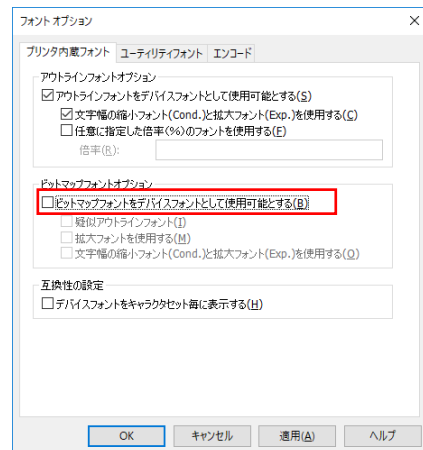 フォント オプション
プリンタ内蔵フォント ユーティリティフォント エンコード
アウトラインフォントオプション
アウトラインフォントをデバイスフォントとして使用可能とする(S)
文字幅の縮小フォント(Cond.)と拡大フォント(Exp.)を使用する(C)
任意に指定した倍率(%)のフォントを使用する(F)
倍率(R):
ビットマップフォントオプション
ビットマップフォントをデバイスフォントとして使用可能とする(B)
疑似アウトラインフォント(I)
拡大フォントを使用する(M)
文字幅の縮小フォント(Cond.)と拡大フォント(Exp.)を使用する(O)
互換性の設定
デバイスフォントをキャラクタセット毎に表示する(H)
OK キャンセル 適用(A) ヘルプ